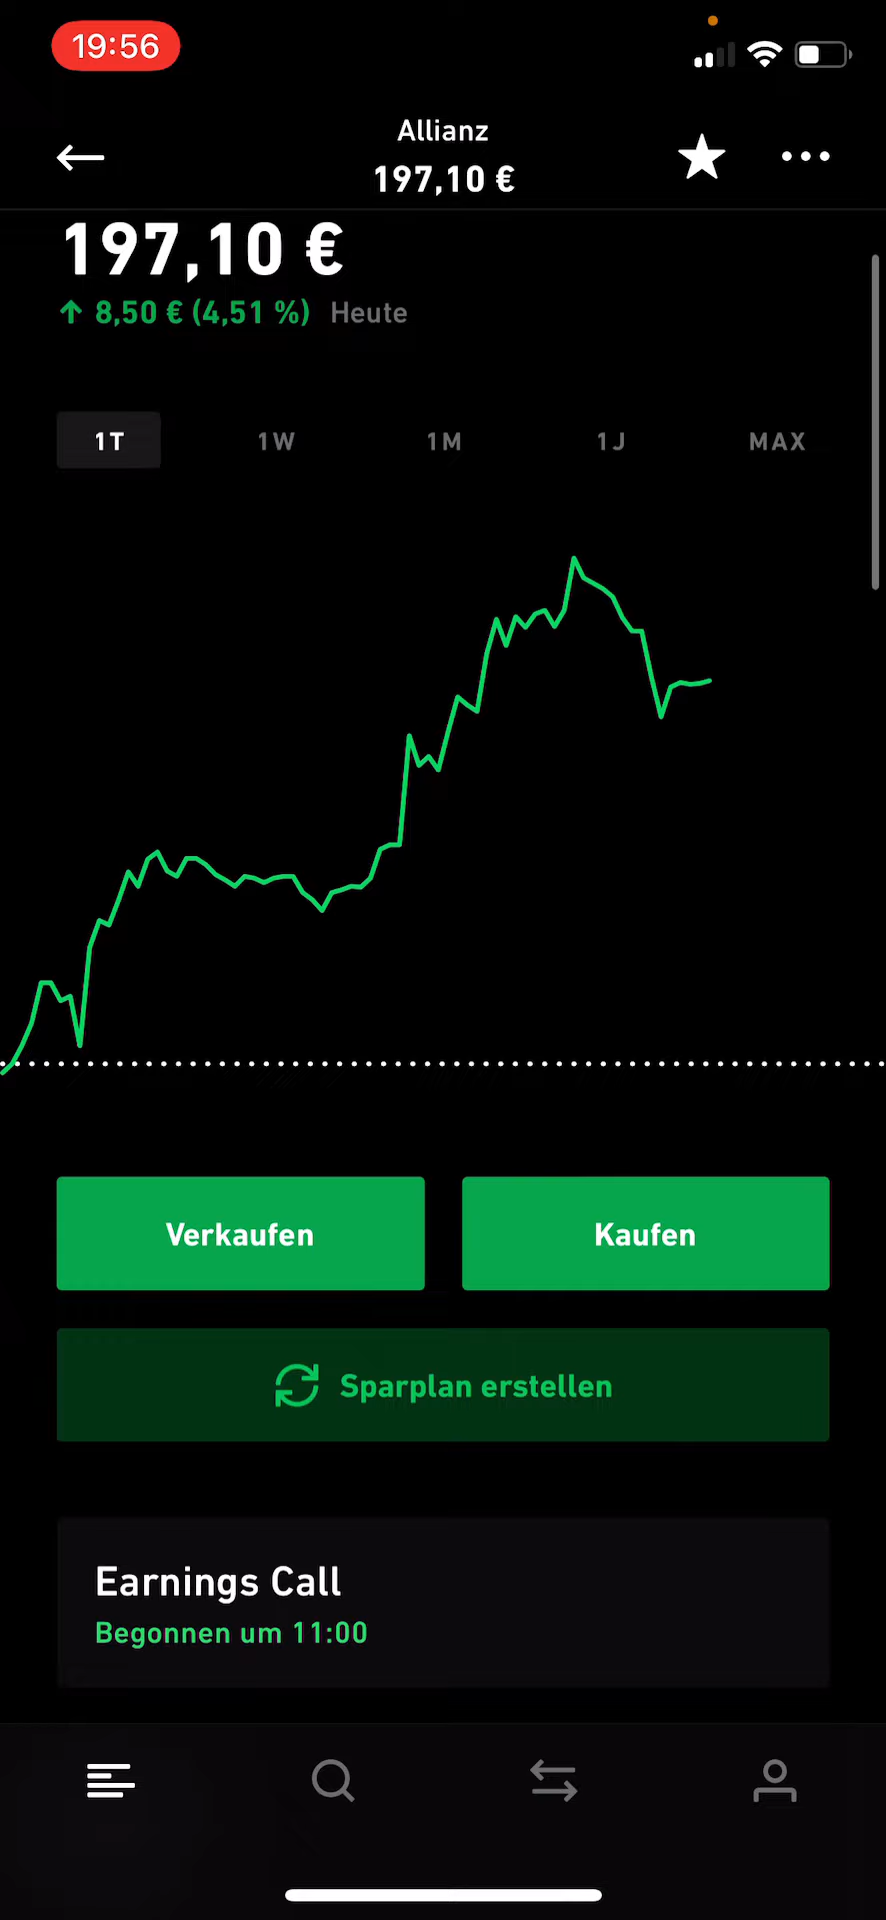 19:56
Allianz
197,10 €
197,10 €
8,50 € (4,51 %) Heute
1T 1W 1M 1J MAX
Verkaufen Kaufen
Sparplan erstellen
Earnings Call
Begonnen um 11:00